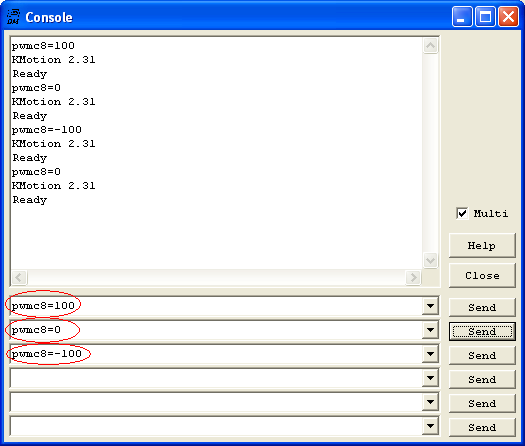 Console
pwmc8=100
KMotion 2.31
Ready
pwmc8=0
KMotion 2.31
Ready
pwmc8=-100
KMotion 2.31
Ready
pwmc8=0
KMotion 2.31
Ready
Multi
Help
Close
pwmc8=100 Send
pwmc8=0 Send
pwmc8=-100 Send
Send
Send
Send